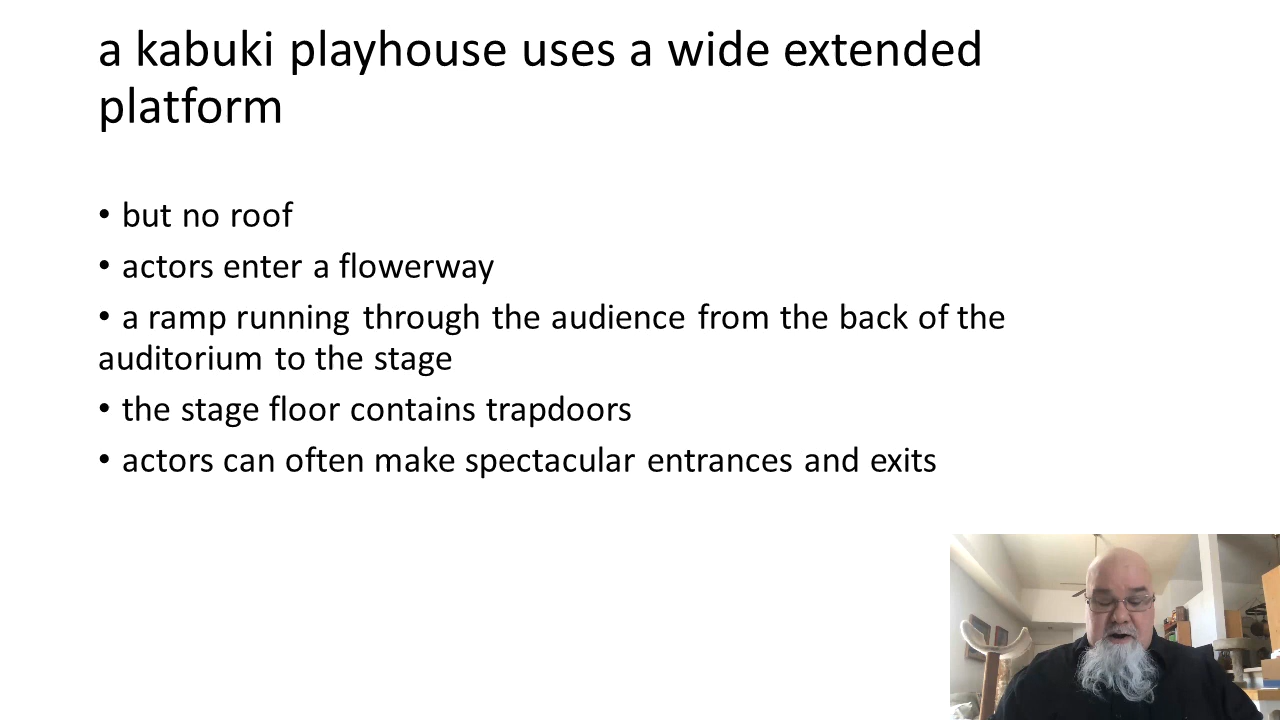 a kabuki playhouse uses a wide extended
platform
• but no roof
• actors enter a flowerway
• a ramp running through the audience from the back of the
auditorium to the stage
• the stage floor contains trapdoors
• actors can often make spectacular entrances and exits